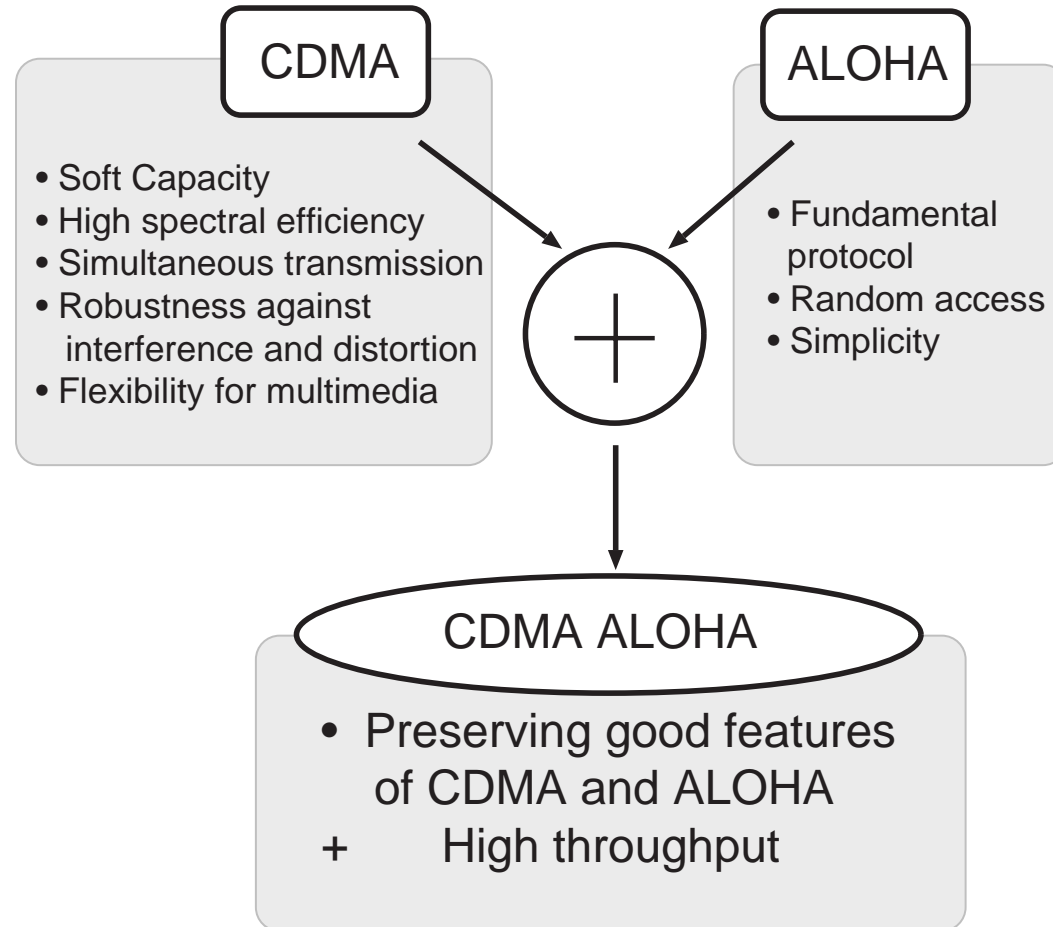 CDMA
• Soft Capacity
• High spectral efficiency
• Simultaneous transmission
• Robustness against
interference and distortion
• Flexibility for multimedia
ALOHA
• Fundamental
protocol
• Random access
• Simplicity
CDMA ALOHA
• Preserving good features
of CDMA and ALOHA
+ High throughput